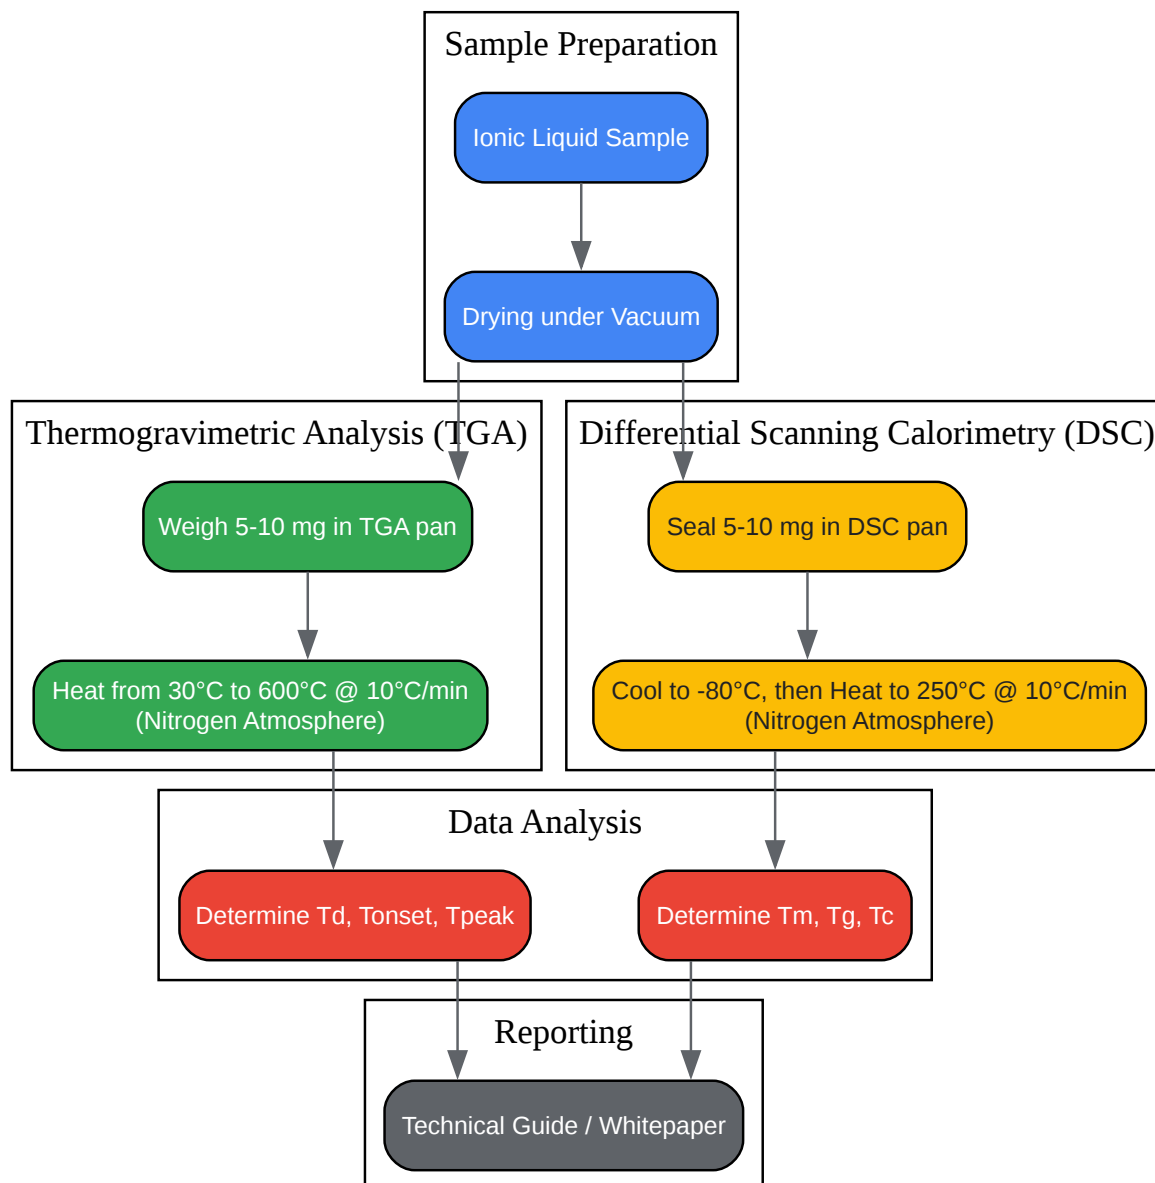 Sample Preparation
Ionic Liquid Sample
Drying under Vacuum
Thermogravimetric Analysis (TGA)
Weigh 5-10 mg in TGA pan
Heat from 30°C to 600°C @ 10°C/min
(Nitrogen Atmosphere)
Differential Scanning Calorimetry (DSC)
Seal 5-10 mg in DSC pan
Cool to -80°C, then Heat to 250°C @ 10°C/min
(Nitrogen Atmosphere)
Data Analysis
Determine Td, Tonset, Tpeak
Determine Tm, Tg, Tc
Reporting
Technical Guide / Whitepaper